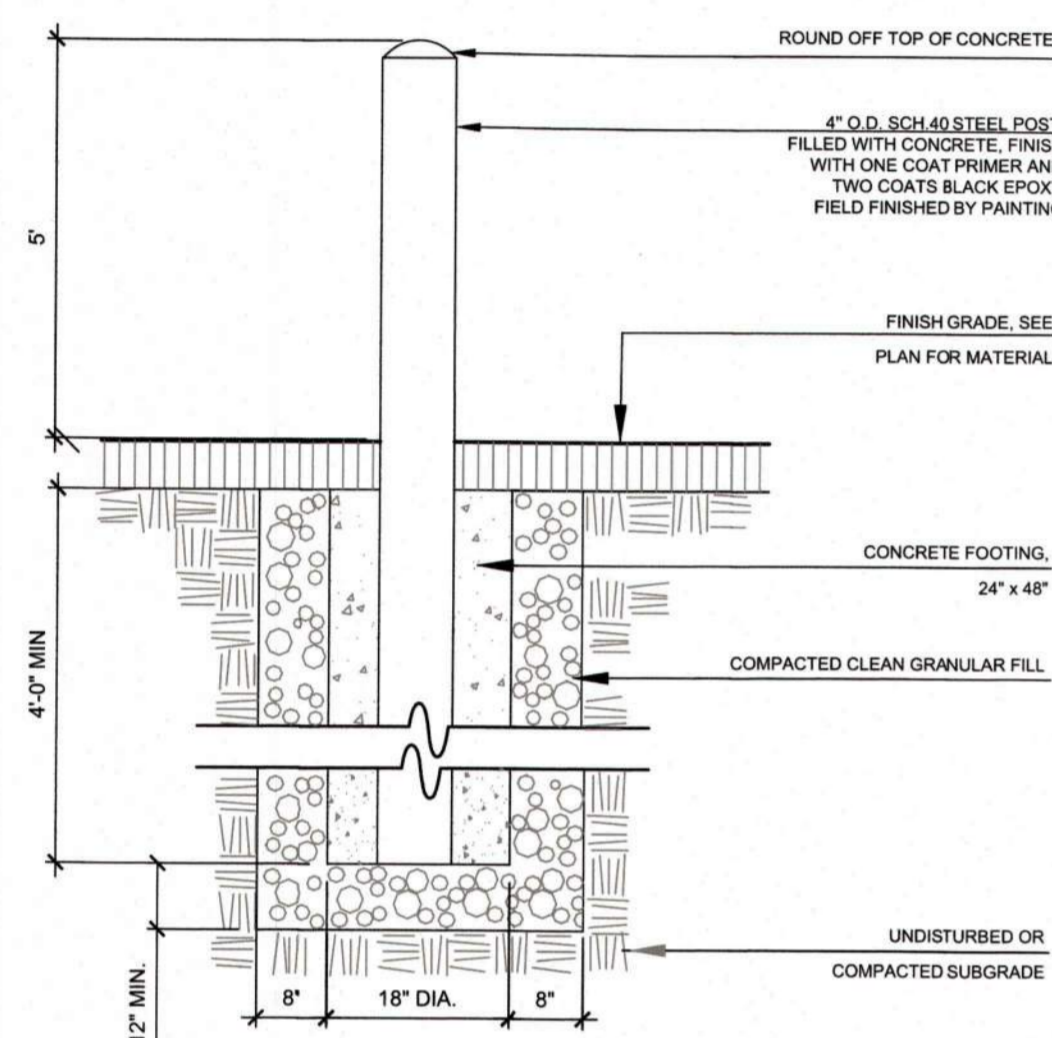 ROUND OFF TOP OF CONCRETE
4" O.D. SCH.40 STEEL POST
FILLED WITH CONCRETE, FINIS
WITH ONE COAT PRIMER AN
TWO COATS BLACK EPOX
FIELD FINISHED BY PAINTING
5'
FINISH GRADE, SEE
PLAN FOR MATERIAL
CONCRETE FOOTING,
24" x 48"
4'-0" MIN
COMPACTED CLEAN GRANULAR FILL
UNDISTURBED OR
COMPACTED SUBGRADE
12" MIN.
8"
18" DIA.
8"